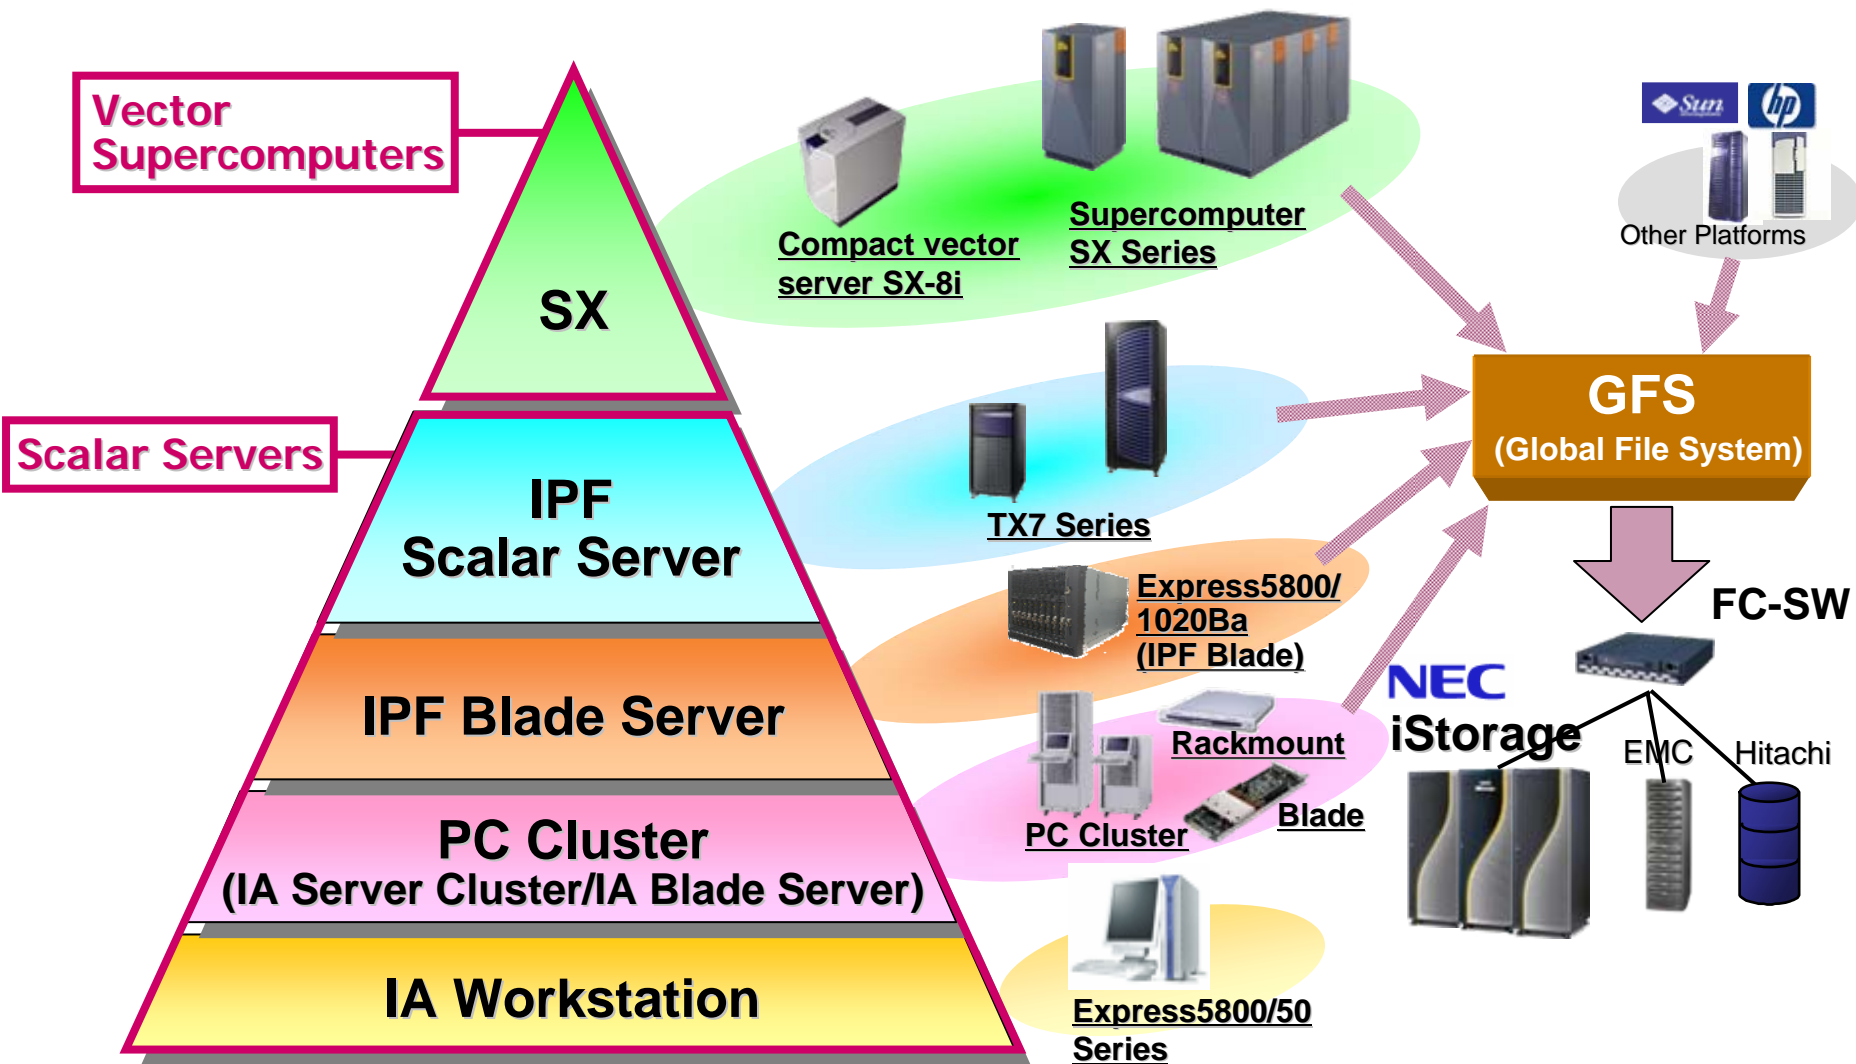 Vector
Supercomputers
SX
Scalar Servers
IPF
Scalar Server
IPF Blade Server
PC Cluster
(IA Server Cluster/IA Blade Server)
IA Workstation
Compact vector
server SX-8i
Supercomputer
SX Series
TX7 Series
Express5800/
1020Ba
(IPF Blade)
Rackmount
PC Cluster
Blade
Express5800/50
Series
Sun
hp
Other Platforms
GFS
(Global File System)
FC-SW
NEC
iStorage
EMC
Hitachi